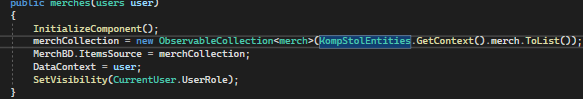 public merches(users user)
{
InitializeComponent();
merchCollection = new ObservableCollection<merch>(KompStolEntities.GetContext().merch.ToList());
MerchBD.ItemsSource = merchCollection;
DataContext = user;
SetVisibility(CurrentUser.UserRole);
}